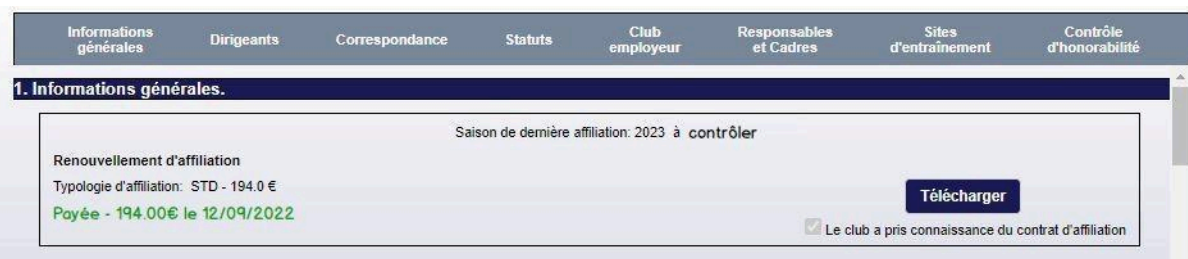 Informations générales
Dirigeants
Correspondance
Statuts
Club employeur
Responsables et Cadres
Sites d'entraînement
Contrôle d'honorabilité
1. Informations générales.
Saison de dernière affiliation: 2023 à contrôler
Renouvellement d'affiliation
Typologie d'affiliation: STD - 194.0 €
Payée - 194.00€ le 12/09/2022
Télécharger
Le club a pris connaissance du contrat d'affiliation